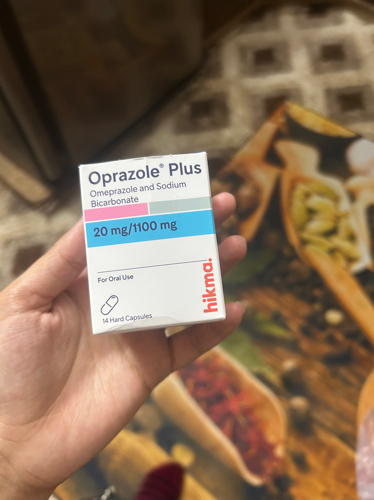 Oprazole® Plus
Omeprazole and Sodium
Bicarbonate
20 mg/1100 mg
For Oral Use
14 Hard Capsules
hikma.